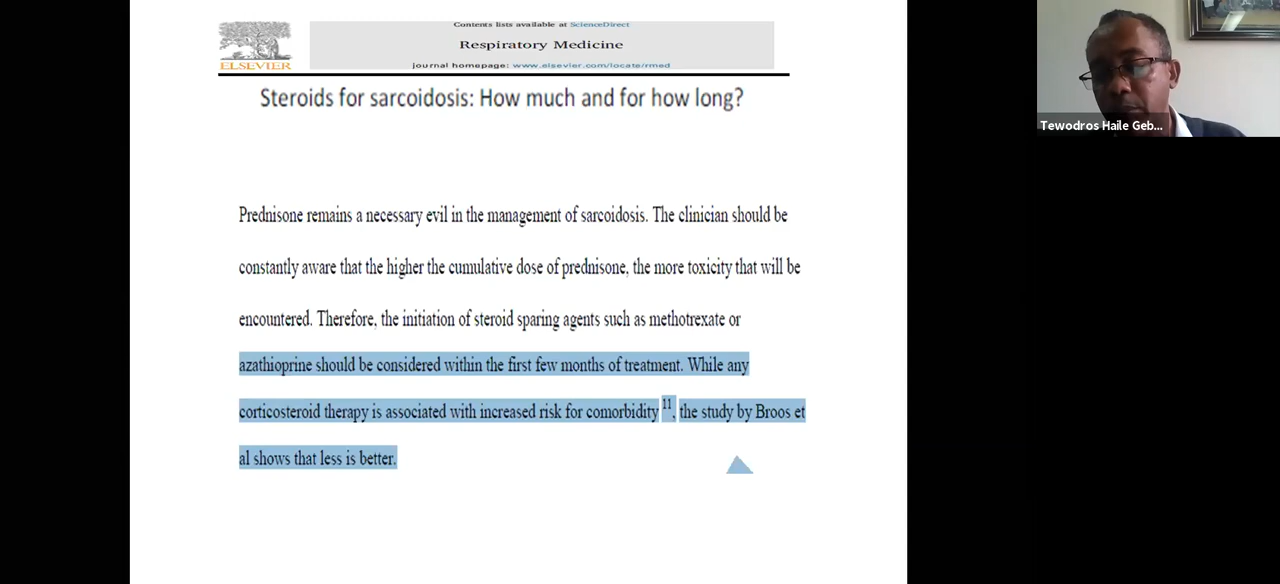 Contents lists available at ScienceDirect
Respiratory Medicine
ELSEVIER
journal homepage: www.elsevier.com/locate/rmed
Steroids for sarcoidosis: How much and for how long?
Tewodros Haile Geb...
Prednisone remains a necessary evil in the management of sarcoidosis. The clinician should be
constantly aware that the higher the cumulative dose of prednisone, the more toxicity that will be
encountered. Therefore, the initiation of steroid sparing agents such as methotrexate or
azathioprine should be considered within the first few months of treatment. While any
corticosteroid therapy is associated with increased risk for comorbidity 11, the study by Broos et
al shows that less is better.